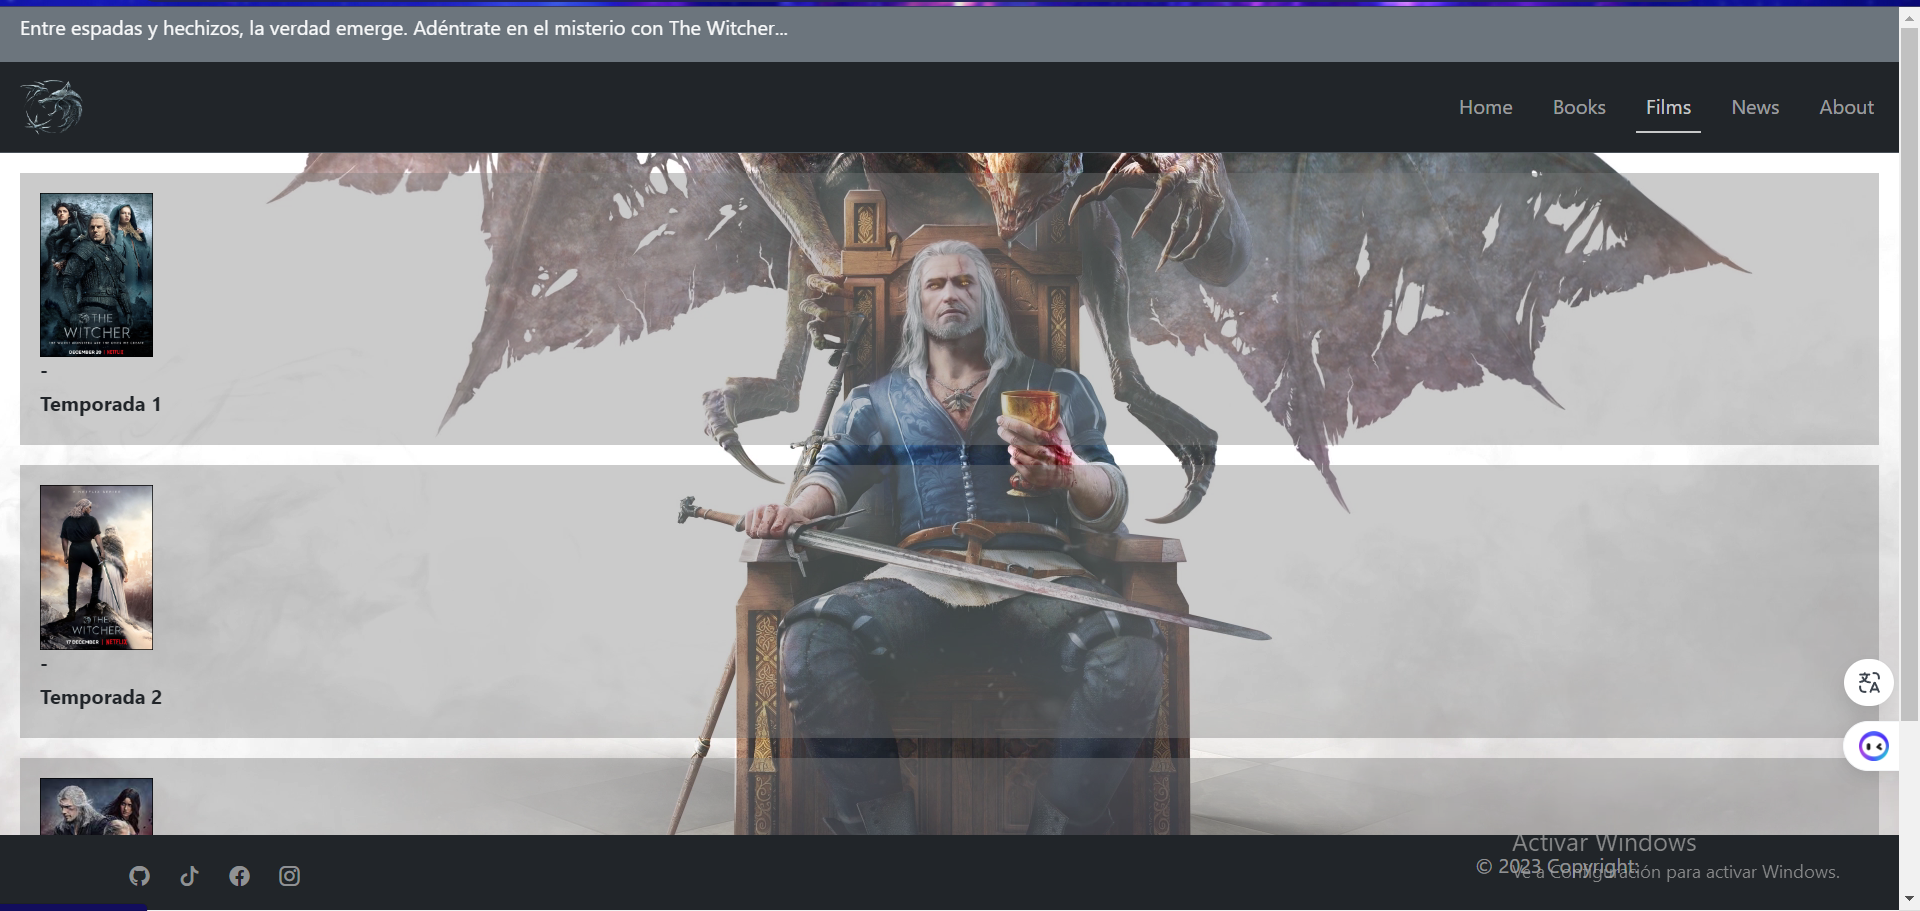 Entre espadas y hechizos, la verdad emerge. Adéntrate en el misterio con The Witcher...
Home Books Films News About
THE
WITCHER
DECEMBER 20 | NETFLIX
-
Temporada 1
THE
WITCHER
17 DECEMBER | NETFLIX
-
Temporada 2
Activar Windows
© 2023 Copyright:
Ve a Configuración para activar Windows.